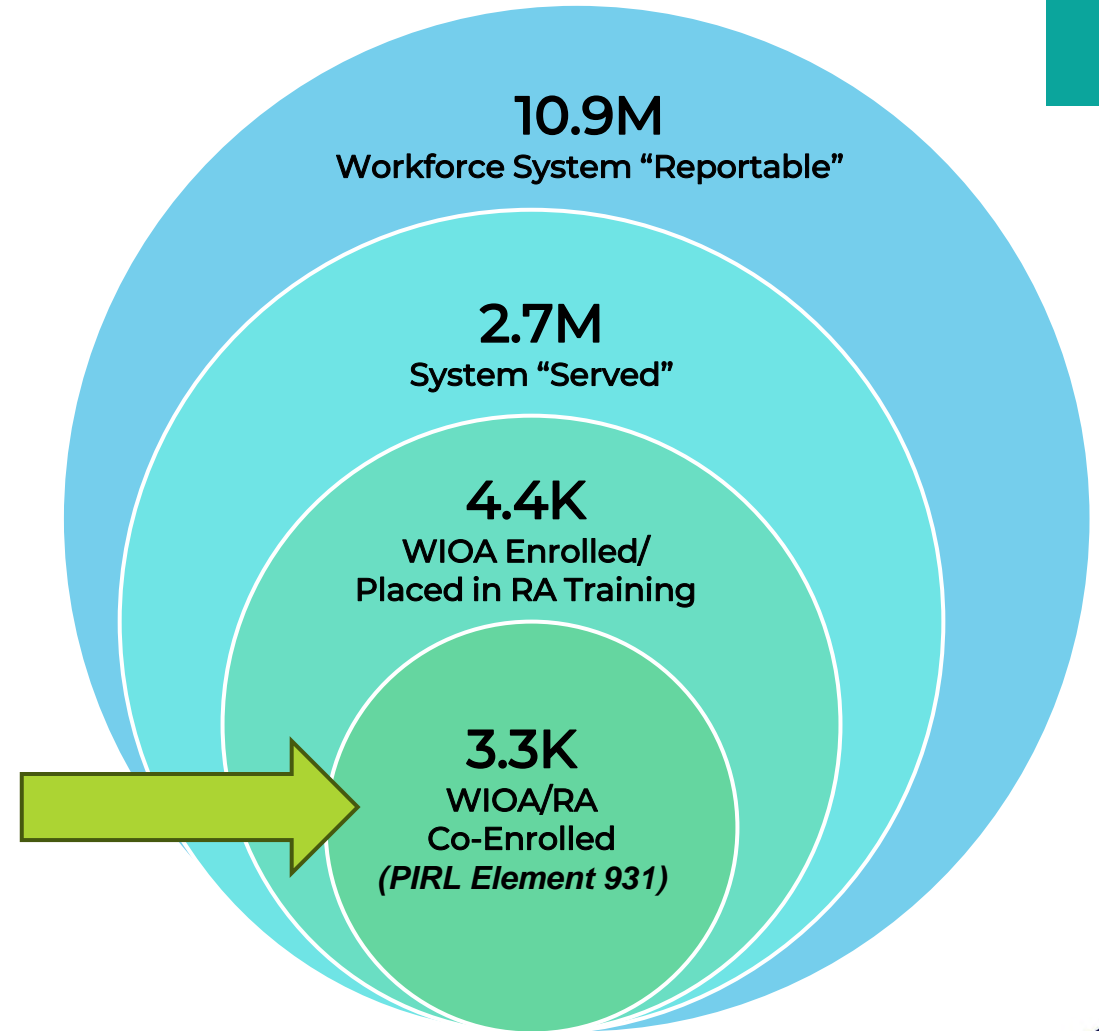 10.9M
Workforce System “Reportable”
2.7M
System “Served”
4.4K
WIOA Enrolled/
Placed in RA Training
3.3K
WIOA/RA
Co-Enrolled
(PIRL Element 931)